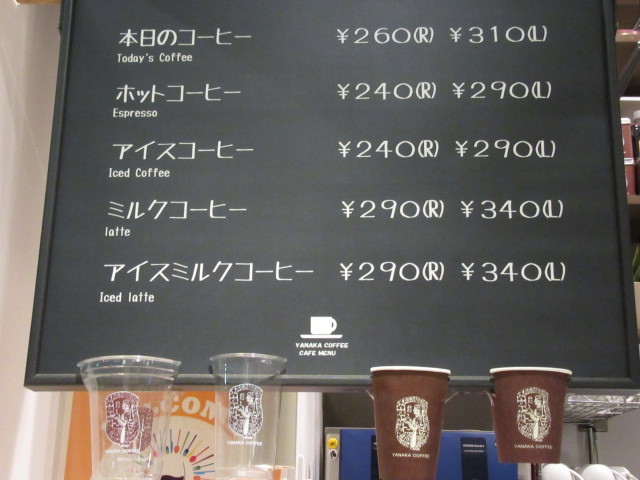 本日のコーヒー ￥260(R) ￥310(L)
Today's Coffee
ホットコーヒー ￥240(R) ￥290(L)
Espresso
アイスコーヒー ￥240(R) ￥290(L)
Iced Coffee
ミルクコーヒー ￥290(R) ￥340(L)
latte
アイスミルクコーヒー ￥290(R) ￥340(L)
Iced latte
YANAKA COFFEE
CAFE MENU
YANAKA COFFEE
YANAKA COFFEE
YANAKA COFFEE
YANAKA COFFEE